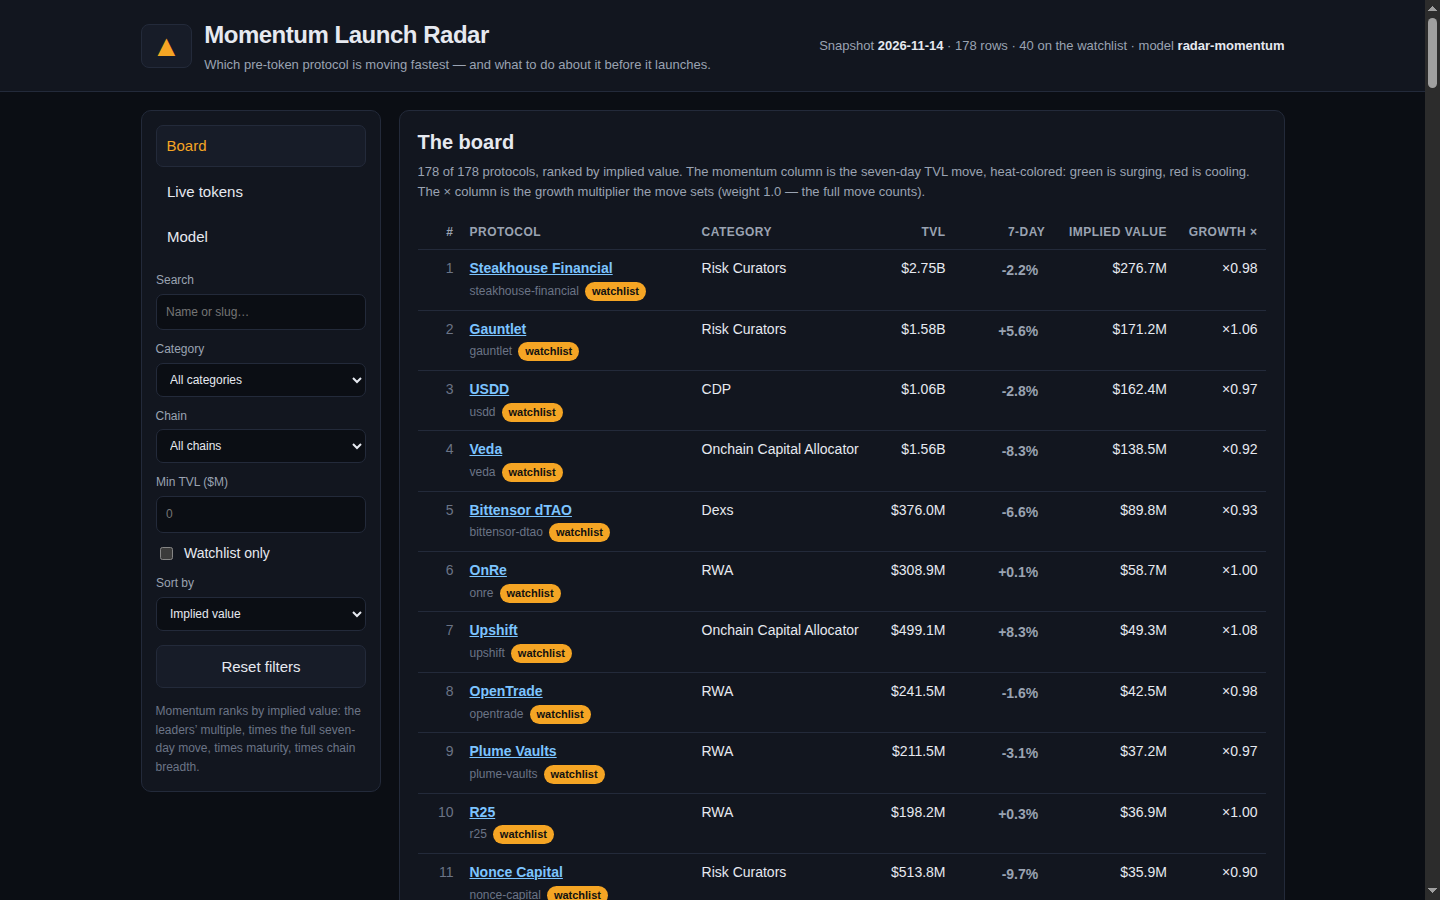 Momentum Launch Radar
Which pre-token protocol is moving fastest — and what to do about it before it launches.
Snapshot 2026-11-14 · 178 rows · 40 on the watchlist · model radar-momentum
Board
Live tokens
Model
Search
Name or slug…
Category
All categories
Chain
All chains
Min TVL ($M)
0
Watchlist only
Sort by
Implied value
Reset filters
Momentum ranks by implied value: the
leaders' multiple, times the full seven-
day move, times maturity, times chain
breadth.
The board
178 of 178 protocols, ranked by implied value. The momentum column is the seven-day TVL move, heat-colored: green is surging, red is cooling.
The × column is the growth multiplier the move sets (weight 1.0 — the full move counts).
# PROTOCOL CATEGORY TVL 7-DAY IMPLIED VALUE GROWTH ×
1 Steakhouse Financial Risk Curators $2.75B -2.2% $276.7M ×0.98
steakhouse-financial watchlist
2 Gauntlet Risk Curators $1.58B +5.6% $171.2M ×1.06
gauntlet watchlist
3 USDD CDP $1.06B -2.8% $162.4M ×0.97
usdd watchlist
4 Veda Onchain Capital Allocator $1.56B -8.3% $138.5M ×0.92
veda watchlist
5 Bittensor dTAO Dexs $376.0M -6.6% $89.8M ×0.93
bittensor-dtao watchlist
6 OnRe RWA $308.9M +0.1% $58.7M ×1.00
onre watchlist
7 Upshift Onchain Capital Allocator $499.1M +8.3% $49.3M ×1.08
upshift watchlist
8 OpenTrade RWA $241.5M -1.6% $42.5M ×0.98
opentrade watchlist
9 Plume Vaults RWA $211.5M -3.1% $37.2M ×0.97
plume-vaults watchlist
10 R25 RWA $198.2M +0.3% $36.9M ×1.00
r25 watchlist
11 Nonce Capital Risk Curators $513.8M -9.7% $35.9M ×0.90
nonce-capital watchlist